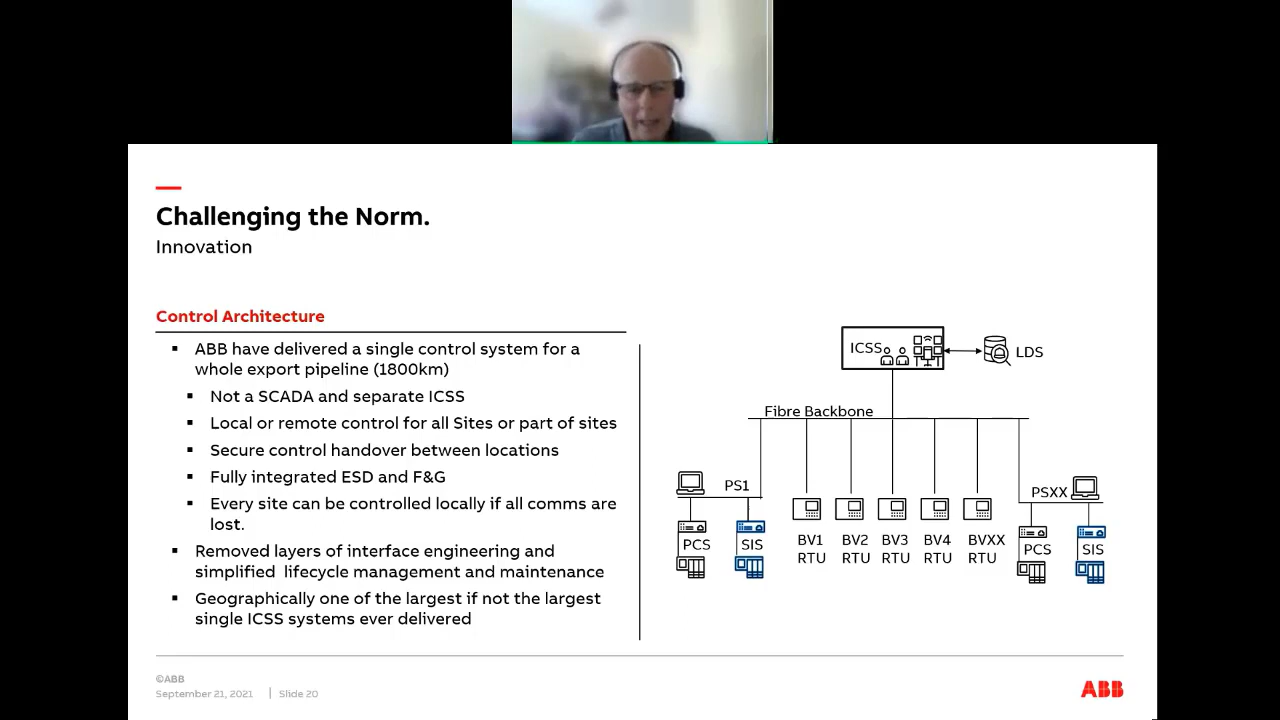 Challenging the Norm.
Innovation
Control Architecture
▪ ABB have delivered a single control system for a
whole export pipeline (1800km)
▪ Not a SCADA and separate ICSS
▪ Local or remote control for all Sites or part of sites
▪ Secure control handover between locations
▪ Fully integrated ESD and F&G
▪ Every site can be controlled locally if all comms are
lost.
▪ Removed layers of interface engineering and
simplified lifecycle management and maintenance
▪ Geographically one of the largest if not the largest
single ICSS systems ever delivered
ICSS
LDS
Fibre Backbone
PS1
PSXX
PCS
SIS
BV1
RTU
BV2
RTU
BV3
RTU
BV4
RTU
BVXX
RTU
PCS
SIS
©ABB
September 21, 2021 | Slide 20
ABB